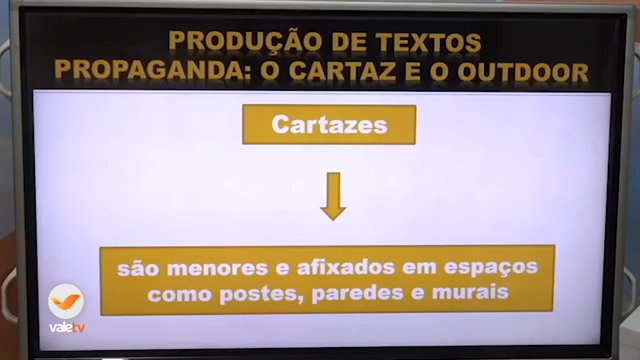 PRODUÇÃO DE TEXTOS
PROPAGANDA: O CARTAZ E O OUTDOOR
Cartazes
são menores e afixados em espaços
como postes, paredes e murais
valetv